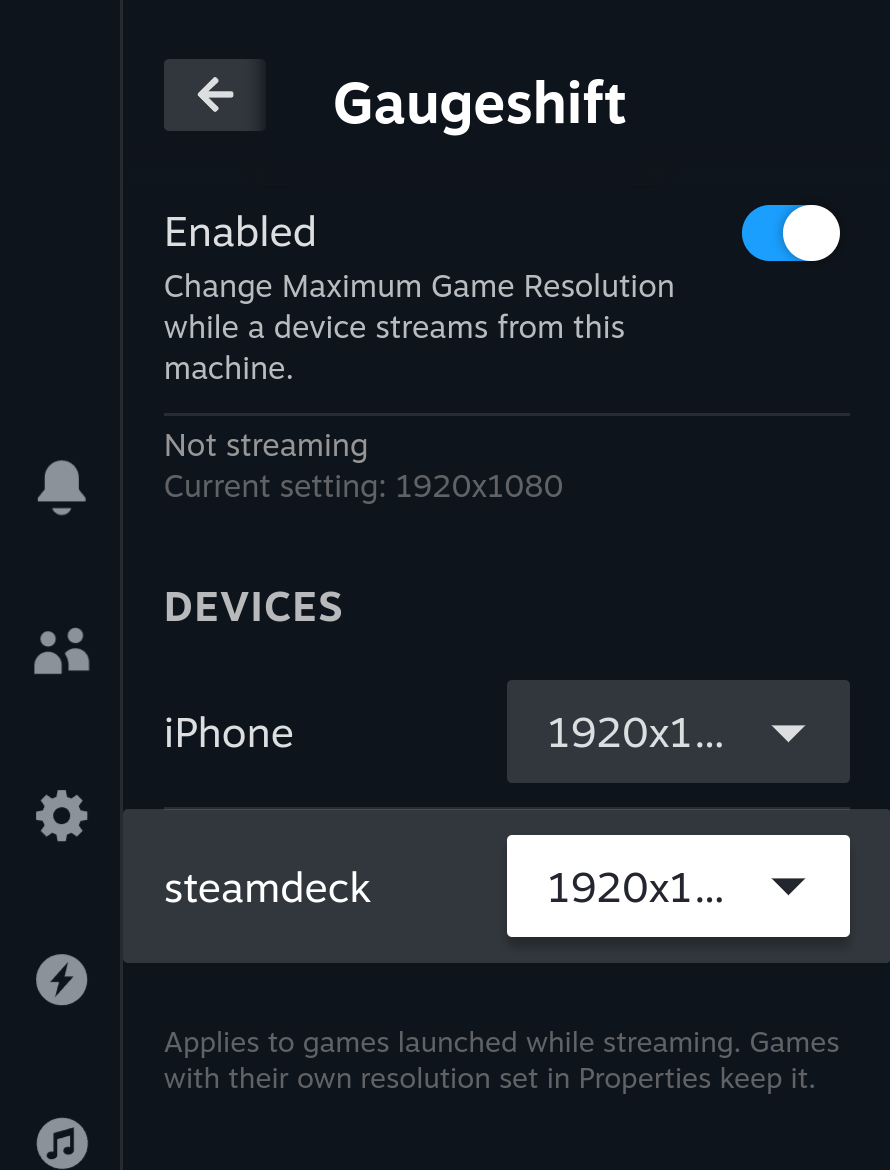 Gaugeshift
Enabled
Change Maximum Game Resolution
while a device streams from this
machine.
Not streaming
Current setting: 1920x1080
DEVICES
iPhone
1920x1...
steamdeck
1920x1...
Applies to games launched while streaming. Games
with their own resolution set in Properties keep it.